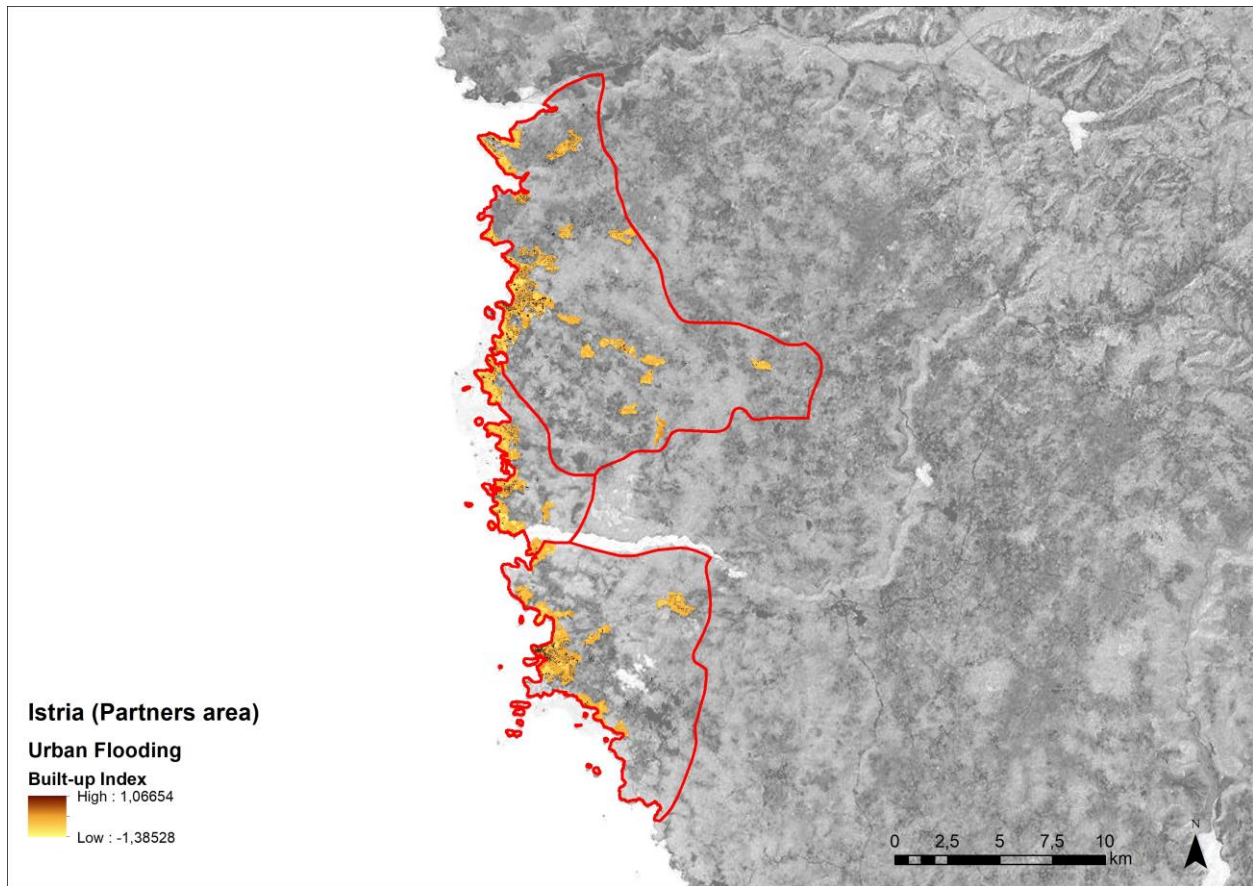 Istria (Partners area)
Urban Flooding
Built-up Index
High : 1,06654
Low : -1,38528
0 2,5 5 7,5 10
km
N